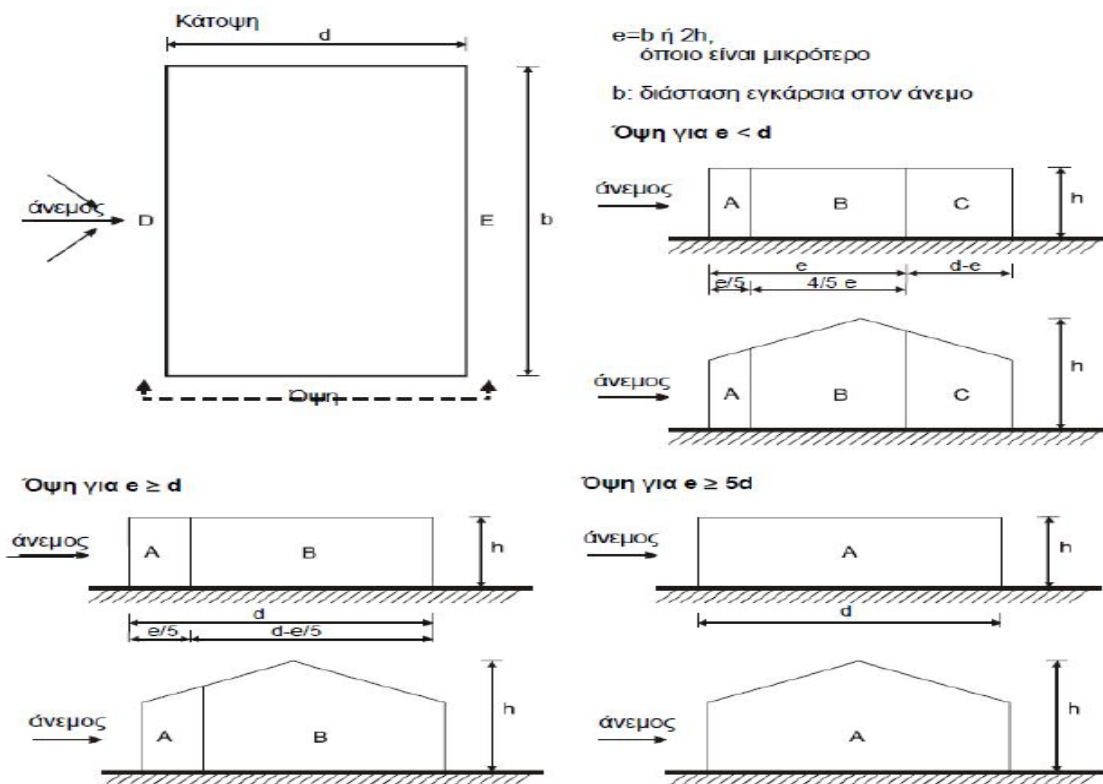 Κάτοψη
d
άνεμος
D
E
b
Όψη
e=b ή 2h,
όποιο είναι μικρότερο
b: διάσταση εγκάρσια στον άνεμο
Όψη για e < d
άνεμος
A
B
C
h
e
d-e
e/5
4/5 e
άνεμος
A
B
C
h
Όψη για e ≥ d
άνεμος
A
B
h
d
e/5
d-e/5
άνεμος
A
B
h
Όψη για e ≥ 5d
άνεμος
A
h
d
άνεμος
A
h